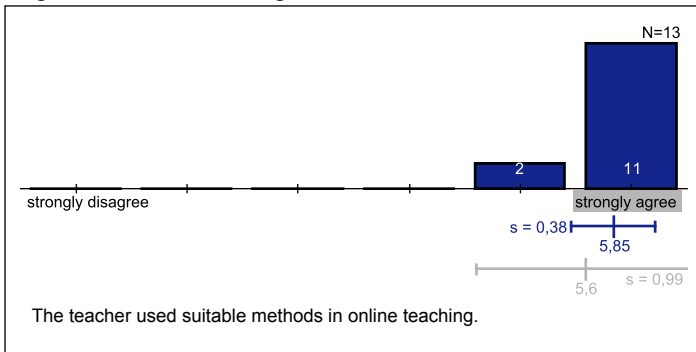 N=13
2
11
strongly disagree
strongly agree
s = 0,38
5,85
5,6
s = 0,99
The teacher used suitable methods in online teaching.